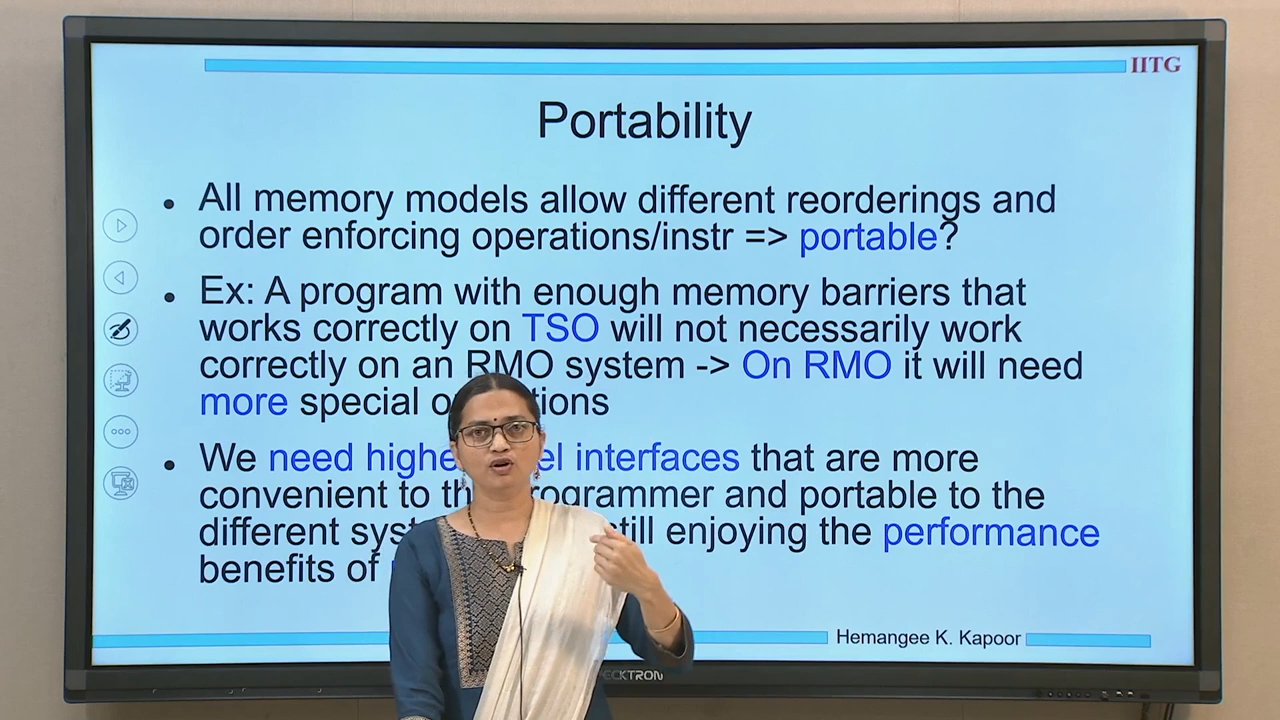 IITG
Portability
All memory models allow different reorderings and
order enforcing operations/instr => portable?
Ex: A program with enough memory barriers that
works correctly on TSO will not necessarily work
correctly on an RMO system -> On RMO it will need
more special
We need interfaces that are more
convenient to programmer and portable to the
different enjoying the performance
benefits of
Hemangee K. Kapoor